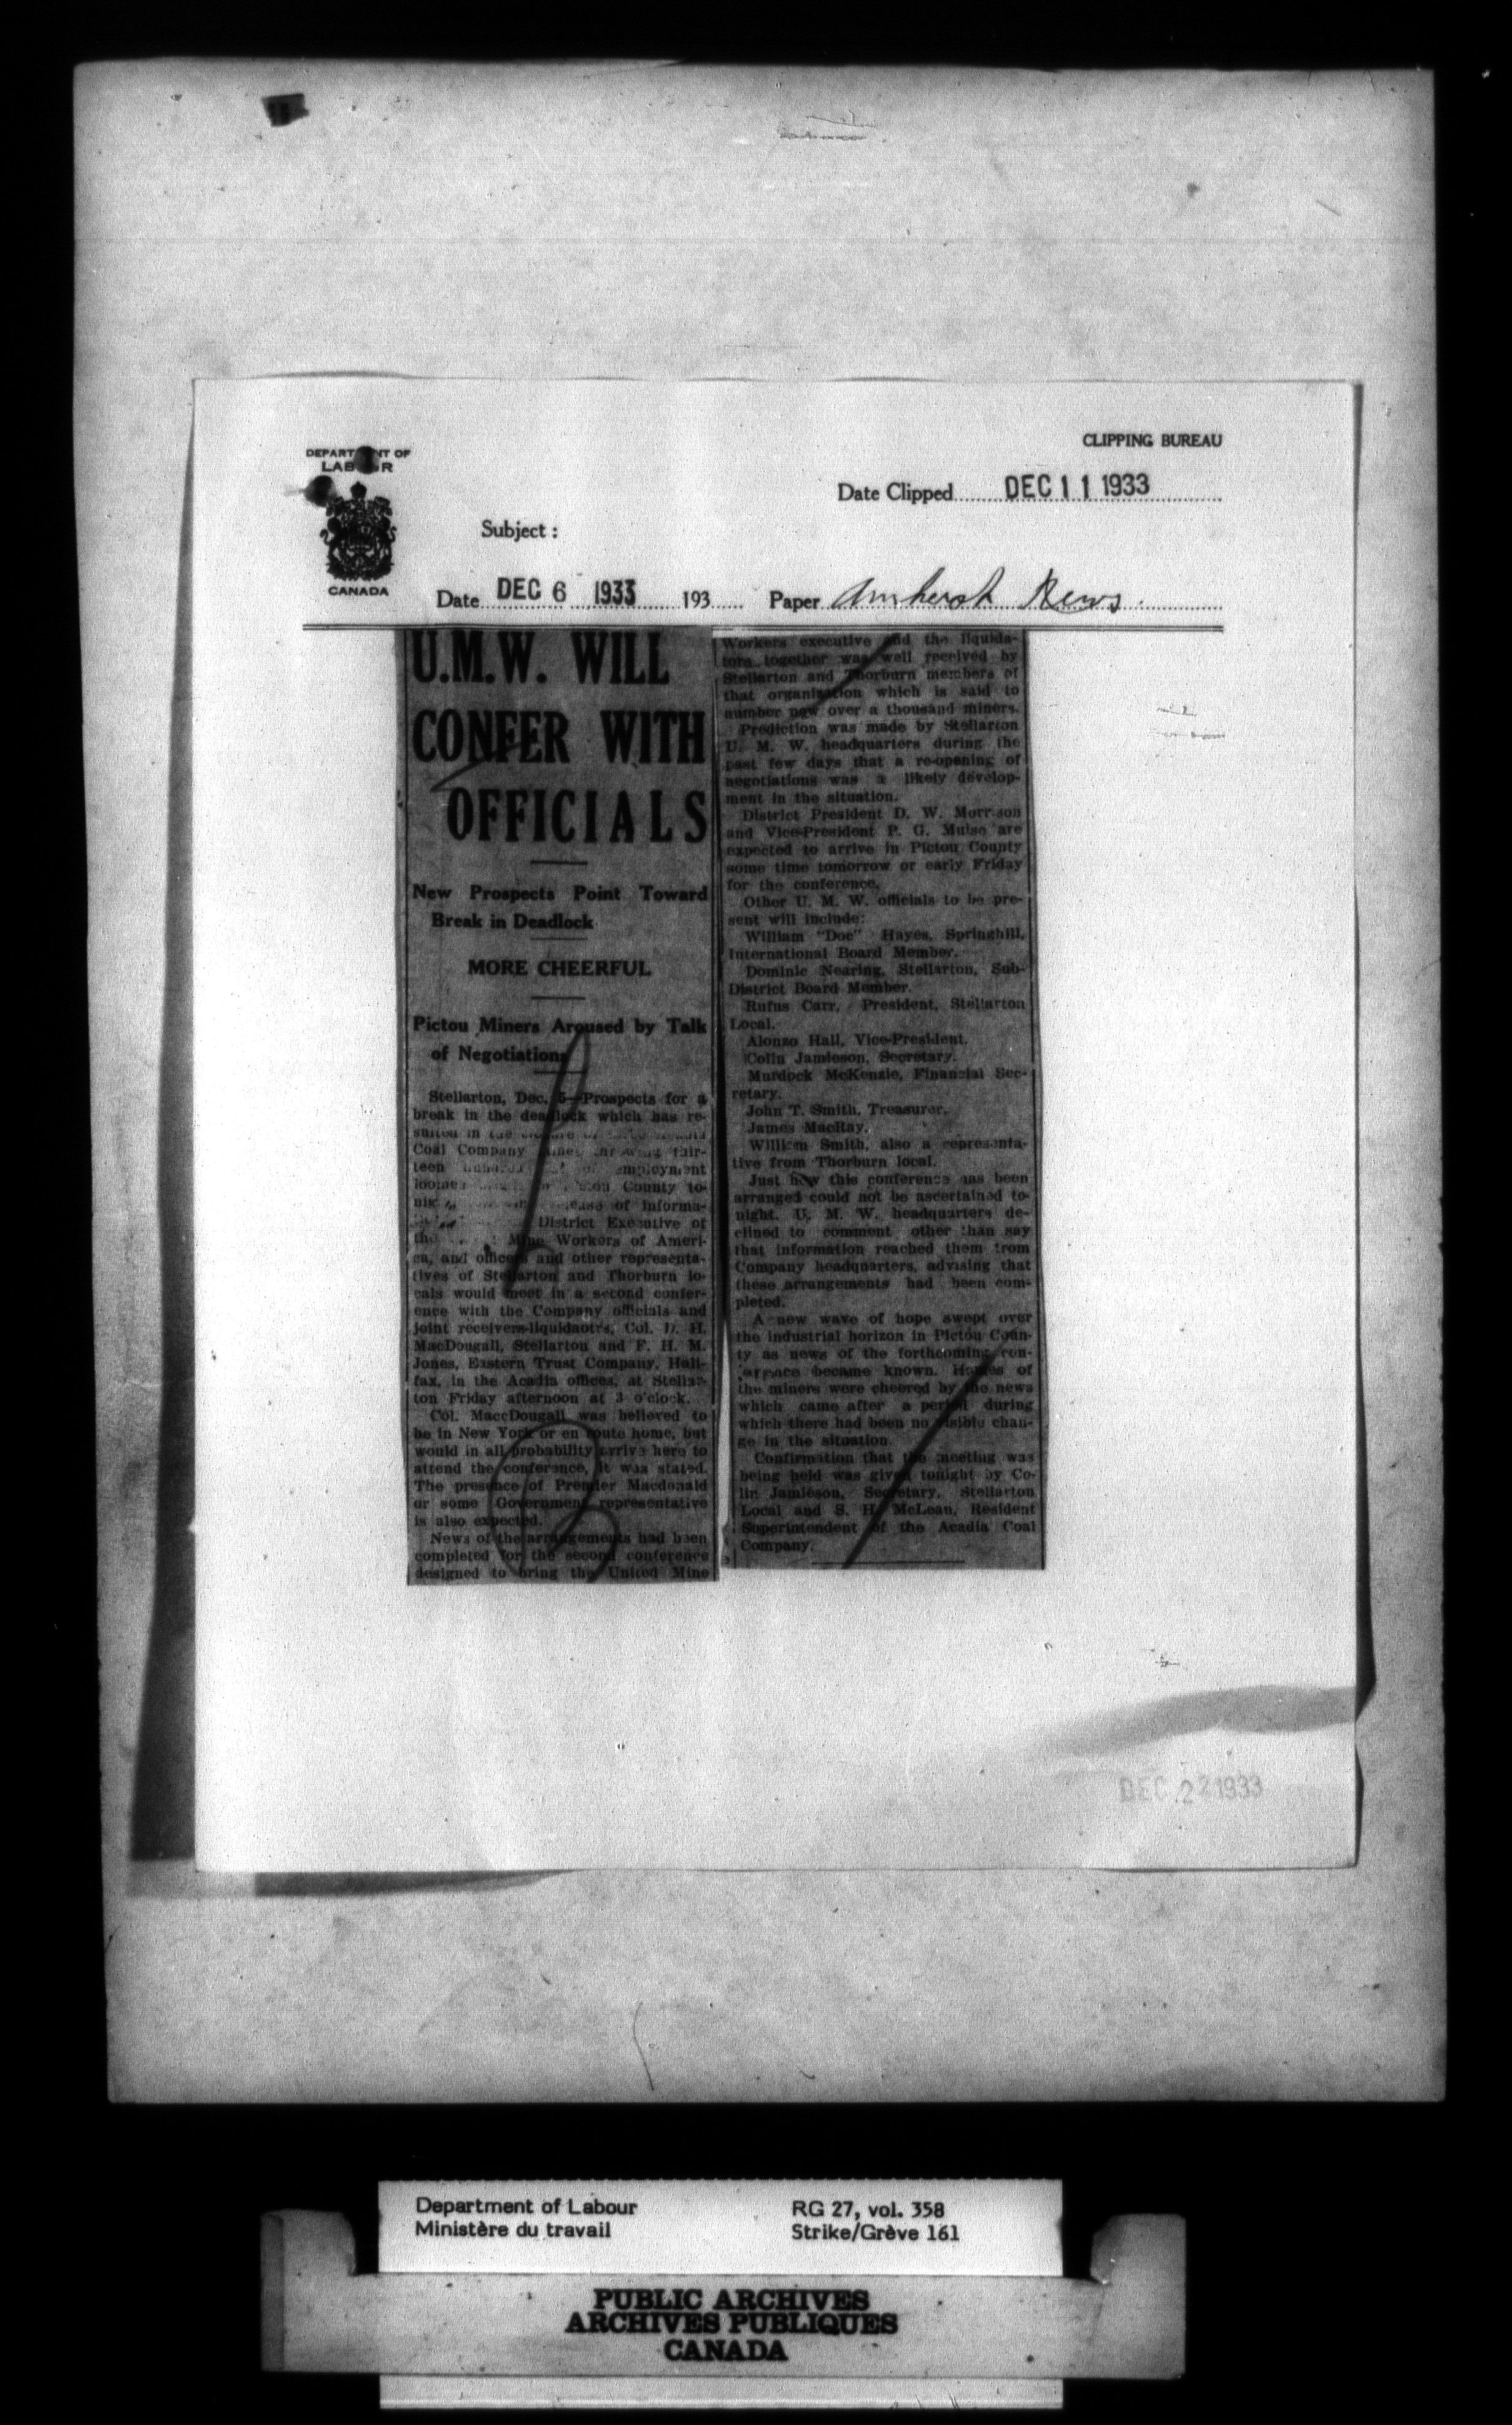 CLIPPING BUREAU
DEPARTMENT OF
LABOUR
CANADA
Date Clipped DEC 11 1933
Subject :
Date DEC 6 1933 193 Paper Amherst News
U.M.W. WILL
CONFER WITH
OFFICIALS
New Prospects Point Toward
Break in Deadlock
MORE CHEERFUL
Pictou Miners Aroused by Talk
of Negotiations
Stellarton, Dec. 5—Prospects for a
break in the deadlock which has re-
sulted in the closure of
Coal Company mines throwing thir-
teen hundred employment
loomed County to-
release of informa-
District Executive of
the Mine Workers of Ameri-
ca, and officers and other representa-
tives of Stellarton and Thorburn lo-
cals would meet in a second confer-
ence with the Company officials and
joint receivers-liquidaotrs, Col. D. H.
MacDougall, Stellarton and F. H. M.
Jones, Eastern Trust Company, Hali-
fax, in the Acadia offices, at Stellar-
ton Friday afternoon at 3 o'clock.
Col. MaccDougall was believed to
be in New York or en route home, but
would in all probability arrive here to
attend the conference, it was stated.
The presence of Premier Macdonald
or some Government representative
is also expected.
News of the arrangements had been
completed for the second conference
designed to bring the United Mine
Workers executive and the liquida-
tors together was well received by
Stellarton and Thorburn members of
that organization which is said to
number now over a thousand miners.
Prediction was made by Stellarton
U. M. W. headquarters during the
past few days that a re-opening of
negotiations was a likely develop-
ment in the situation.
District President D. W. Morrison
and Vice-President P. G. Muise are
expected to arrive in Pictou County
some time tomorrow or early Friday
for the conference.
Other U. M. W. officials to be pre-
sent will include:
William "Doc" Hayes, Springhill,
International Board Member.
Dominic Nearing, Stellarton, Sub-
District Board Member.
Rufus Carr, President, Stellarton
Local.
Alonzo Hall, Vice-President.
Colin Jamieson, Secretary.
Murdock McKenzie, Financial Sec-
retary.
John T. Smith, Treasurer.
James MacRay.
William Smith, also a representa-
tive from Thorburn local.
Just how this conference has been
arranged could not be ascertained to-
night. U. M. W. headquarters de-
clined to comment other than say
that information reached them from
Company headquarters, advising that
these arrangements had been com-
pleted.
A new wave of hope swept over
the industrial horizon in Pictou Coun-
ty as news of the forthcoming con-
ference became known. Homes of
the miners were cheered by the news
which came after a period during
which there had been no visible chan-
ge in the situation.
Confirmation that the meeting was
being held was given tonight by Co-
lin Jamieson, Secretary, Stellarton
Local and S. H. McLean, Resident
Superintendent of the Acadia Coal
Company.
DEC 22 1933
Department of Labour
Ministère du travail
RG 27, vol. 358
Strike/Grève 161
PUBLIC ARCHIVES
ARCHIVES PUBLIQUES
CANADA